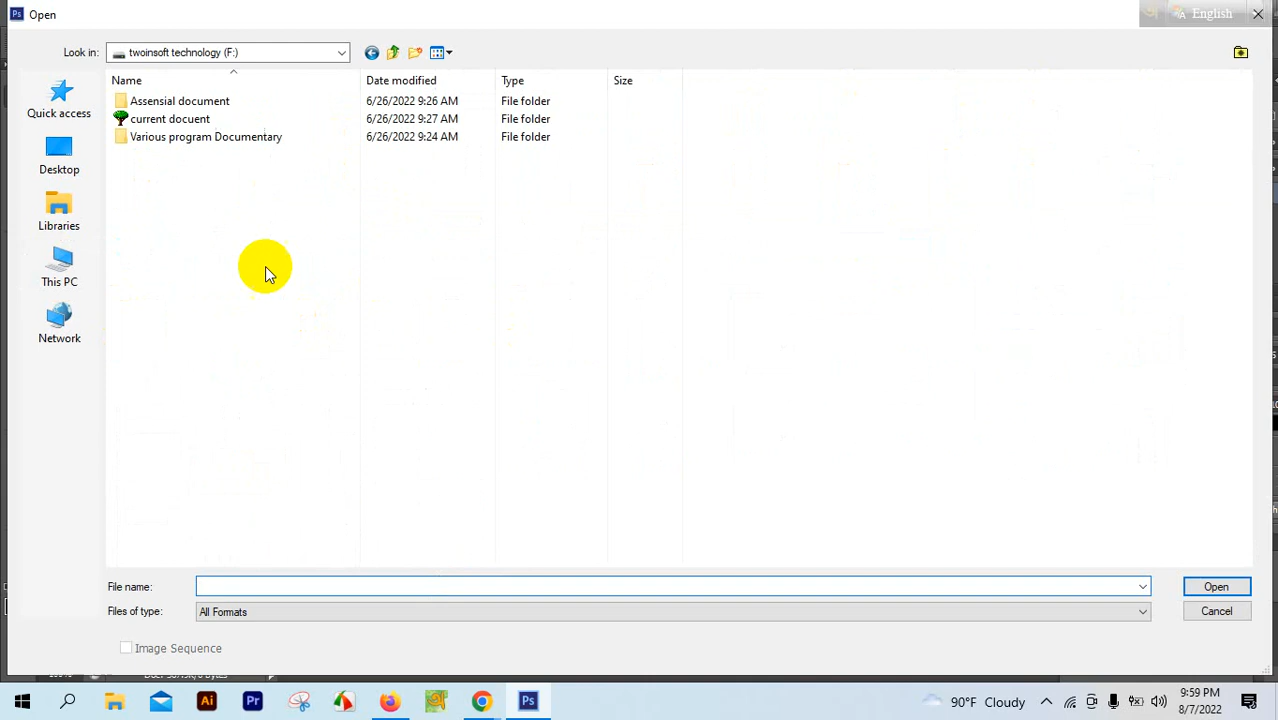 Open
English
Look in: twoinsoft technology (F:)
Name Date modified Type Size
Assensial document 6/26/2022 9:26 AM File folder
current docuent 6/26/2022 9:27 AM File folder
Various program Documentary 6/26/2022 9:24 AM File folder
Quick access
Desktop
Libraries
This PC
Network
File name: Open
Files of type: All Formats Cancel
Image Sequence
Ai Pr Ps 90°F Cloudy 9:59 PM
8/7/2022